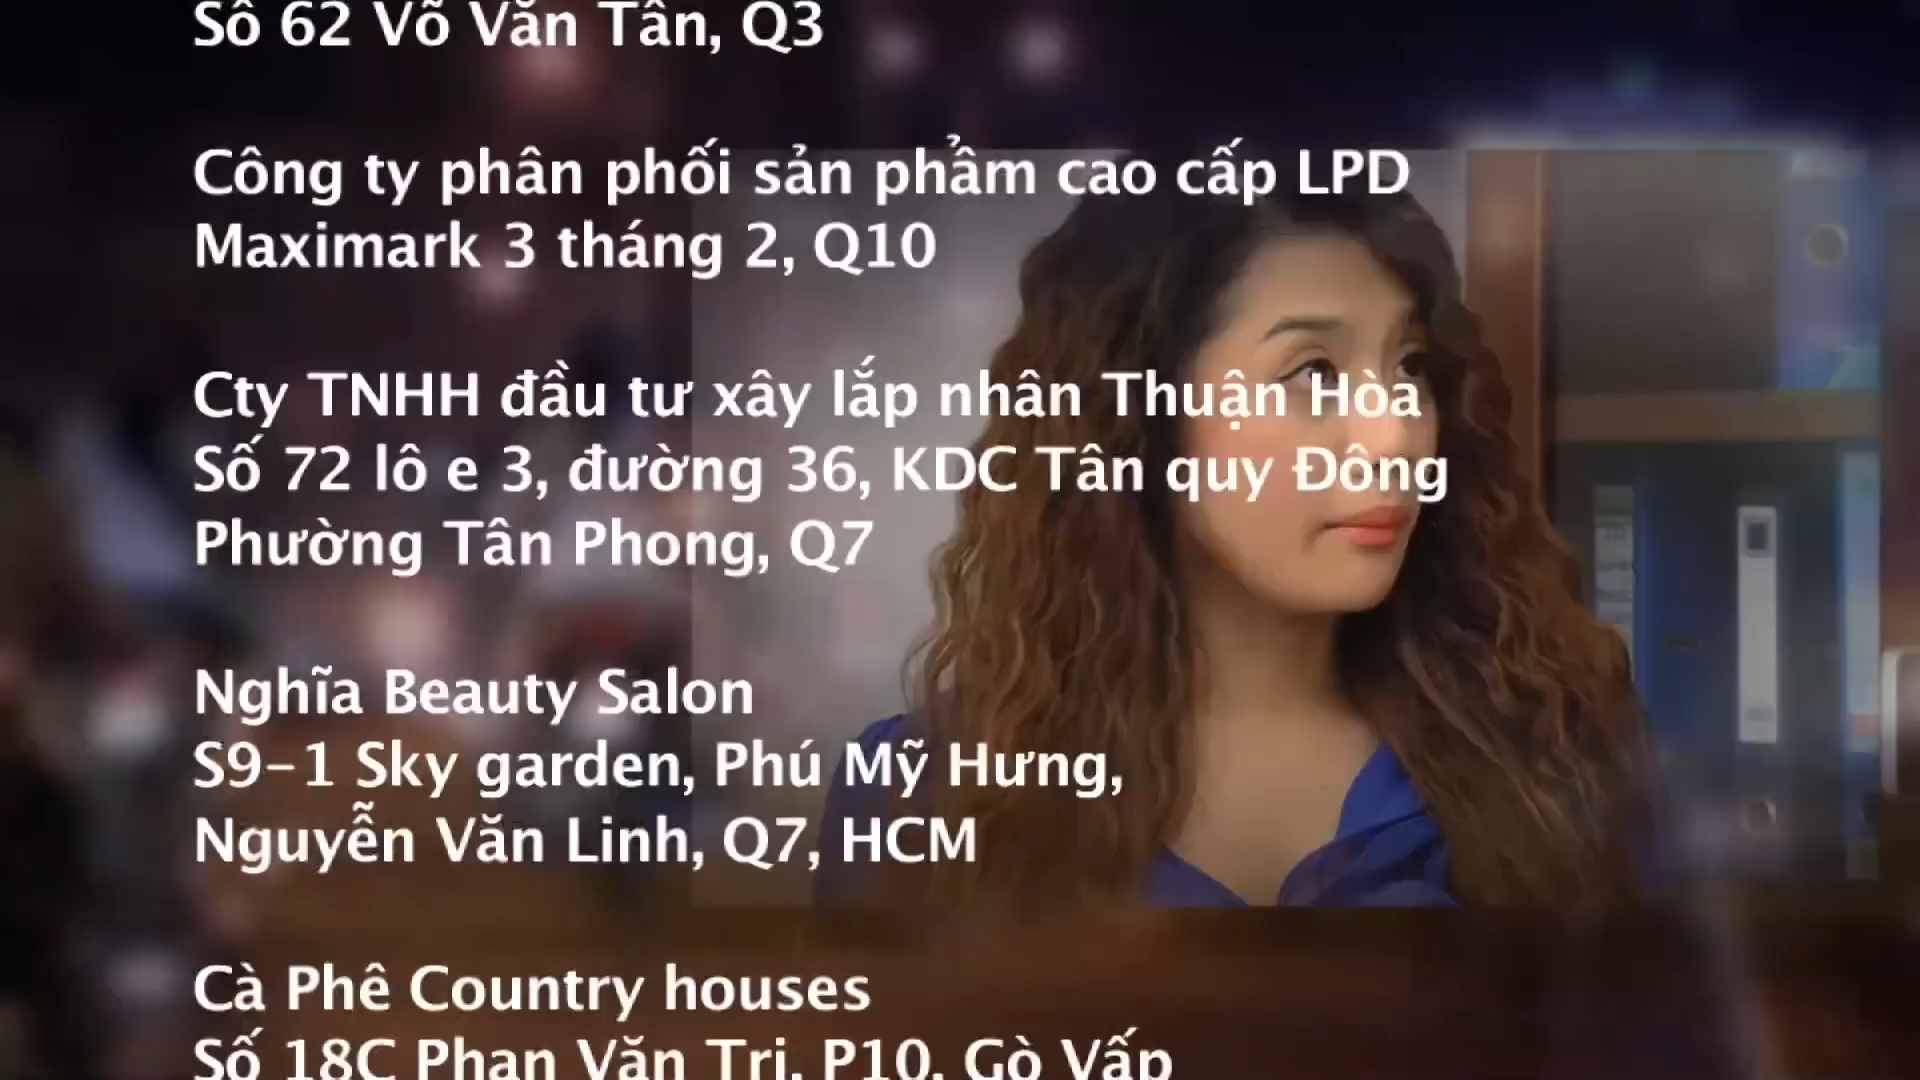 Số 62 Võ Văn Tần, Q3
Công ty phân phối sản phẩm cao cấp LPD
Maximark 3 tháng 2, Q10
Cty TNHH đầu tư xây lắp nhân Thuận Hòa
Số 72 lô e 3, đường 36, KDC Tân quy Đông
Phường Tân Phong, Q7
Nghĩa Beauty Salon
S9-1 Sky garden, Phú Mỹ Hưng,
Nguyễn Văn Linh, Q7, HCM
Cà Phê Country houses
Số 18C Phan Văn Trị, P10, Gò Vấp